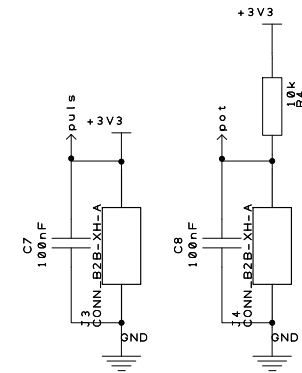 +3V3
10k
R4
puls
+3V3
pot
C7
100nF
J3
CONN_B2B-XH-A
GND
C8
100nF
J4
CONN_B2B-XH-A
GND